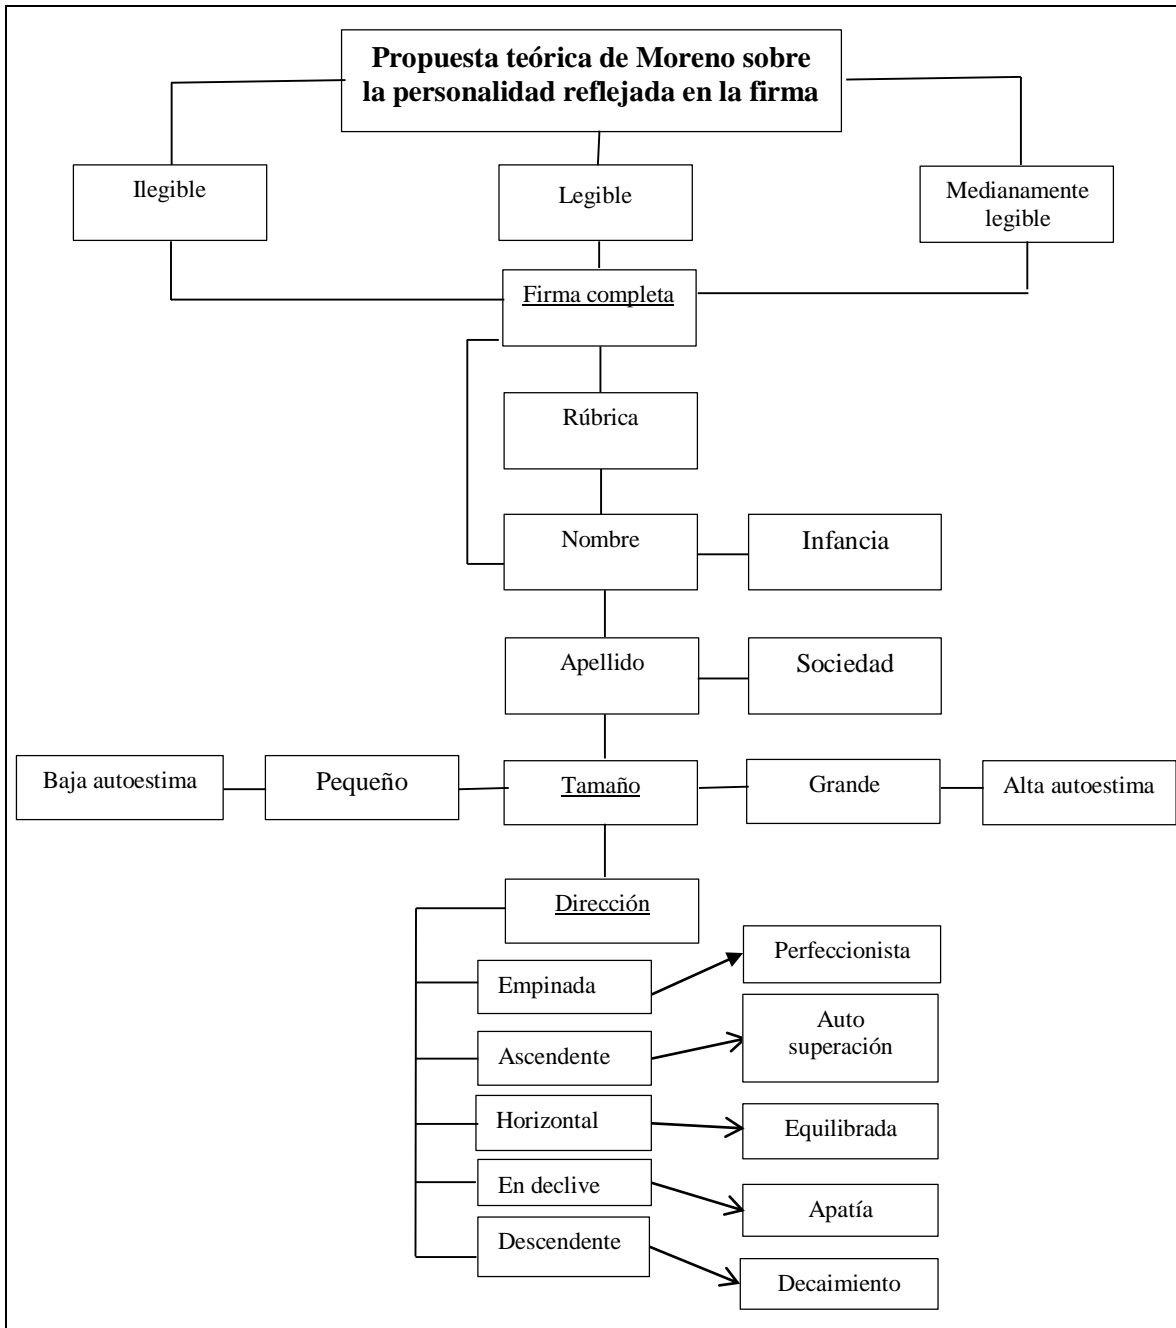 Propuesta teórica de Moreno sobre
la personalidad reflejada en la firma
Ilegible
Legible
Medianamente
legible
Firma completa
Rúbrica
Nombre
Infancia
Apellido
Sociedad
Baja autoestima
Pequeño
Tamaño
Grande
Alta autoestima
Dirección
Empinada
Perfeccionista
Ascendente
Auto
superación
Horizontal
Equilibrada
En declive
Apatía
Descendente
Decaimiento